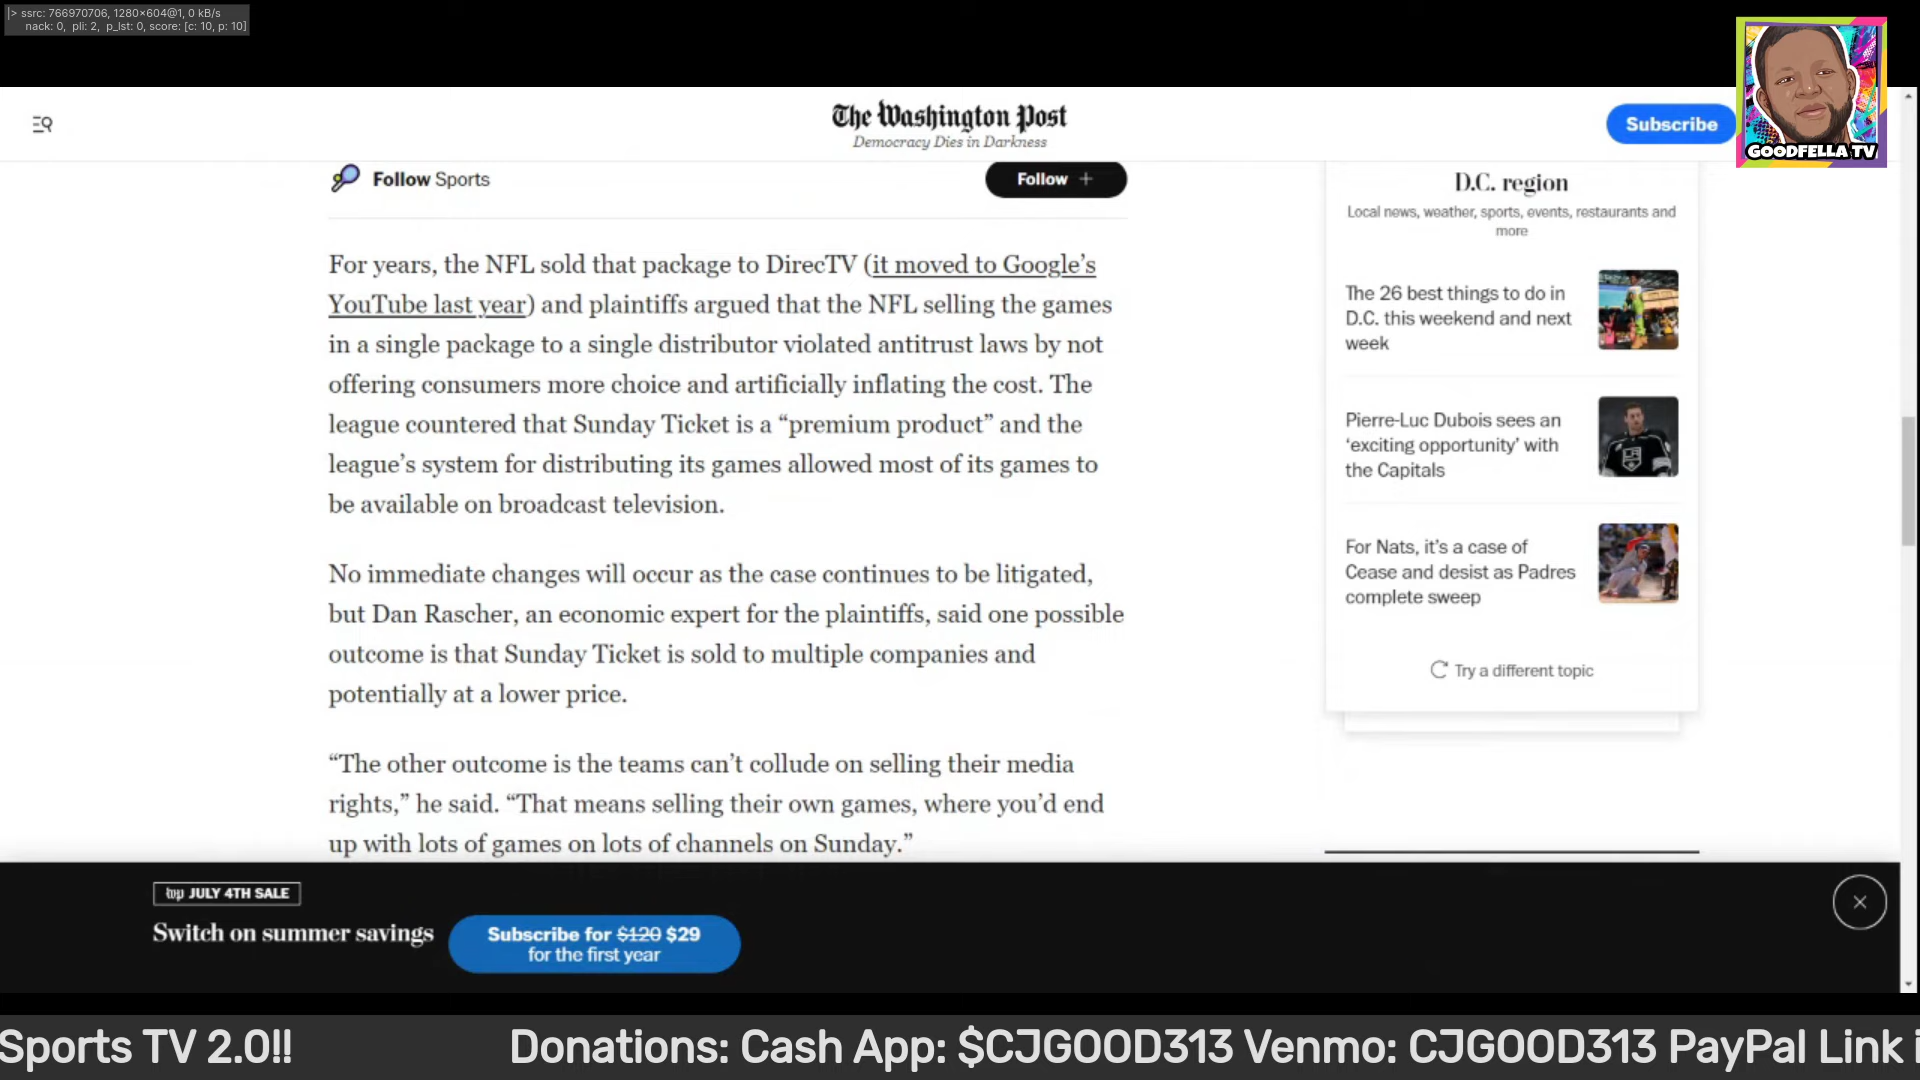 |> ssrc: 766970706, 1280×604@1, 0 kB/s
nack: 0, pli: 2, p_lst: 0, score: [c: 10, p: 10]
GOODFELLA TV
The Washington Post
Democracy Dies in Darkness
Subscribe
Follow Sports
Follow +
For years, the NFL sold that package to DirecTV (it moved to Google’s
YouTube last year) and plaintiffs argued that the NFL selling the games
in a single package to a single distributor violated antitrust laws by not
offering consumers more choice and artificially inflating the cost. The
league countered that Sunday Ticket is a “premium product” and the
league’s system for distributing its games allowed most of its games to
be available on broadcast television.
No immediate changes will occur as the case continues to be litigated,
but Dan Rascher, an economic expert for the plaintiffs, said one possible
outcome is that Sunday Ticket is sold to multiple companies and
potentially at a lower price.
“The other outcome is the teams can’t collude on selling their media
rights,” he said. “That means selling their own games, where you’d end
up with lots of games on lots of channels on Sunday.”
D.C. region
Local news, weather, sports, events, restaurants and
more
The 26 best things to do in
D.C. this weekend and next
week
Pierre-Luc Dubois sees an
‘exciting opportunity’ with
the Capitals
For Nats, it’s a case of
Cease and desist as Padres
complete sweep
Try a different topic
wp JULY 4TH SALE
Switch on summer savings
Subscribe for $120 $29
for the first year
Sports TV 2.0!! Donations: Cash App: $CJGOOD313 Venmo: CJGOOD313 PayPal Link